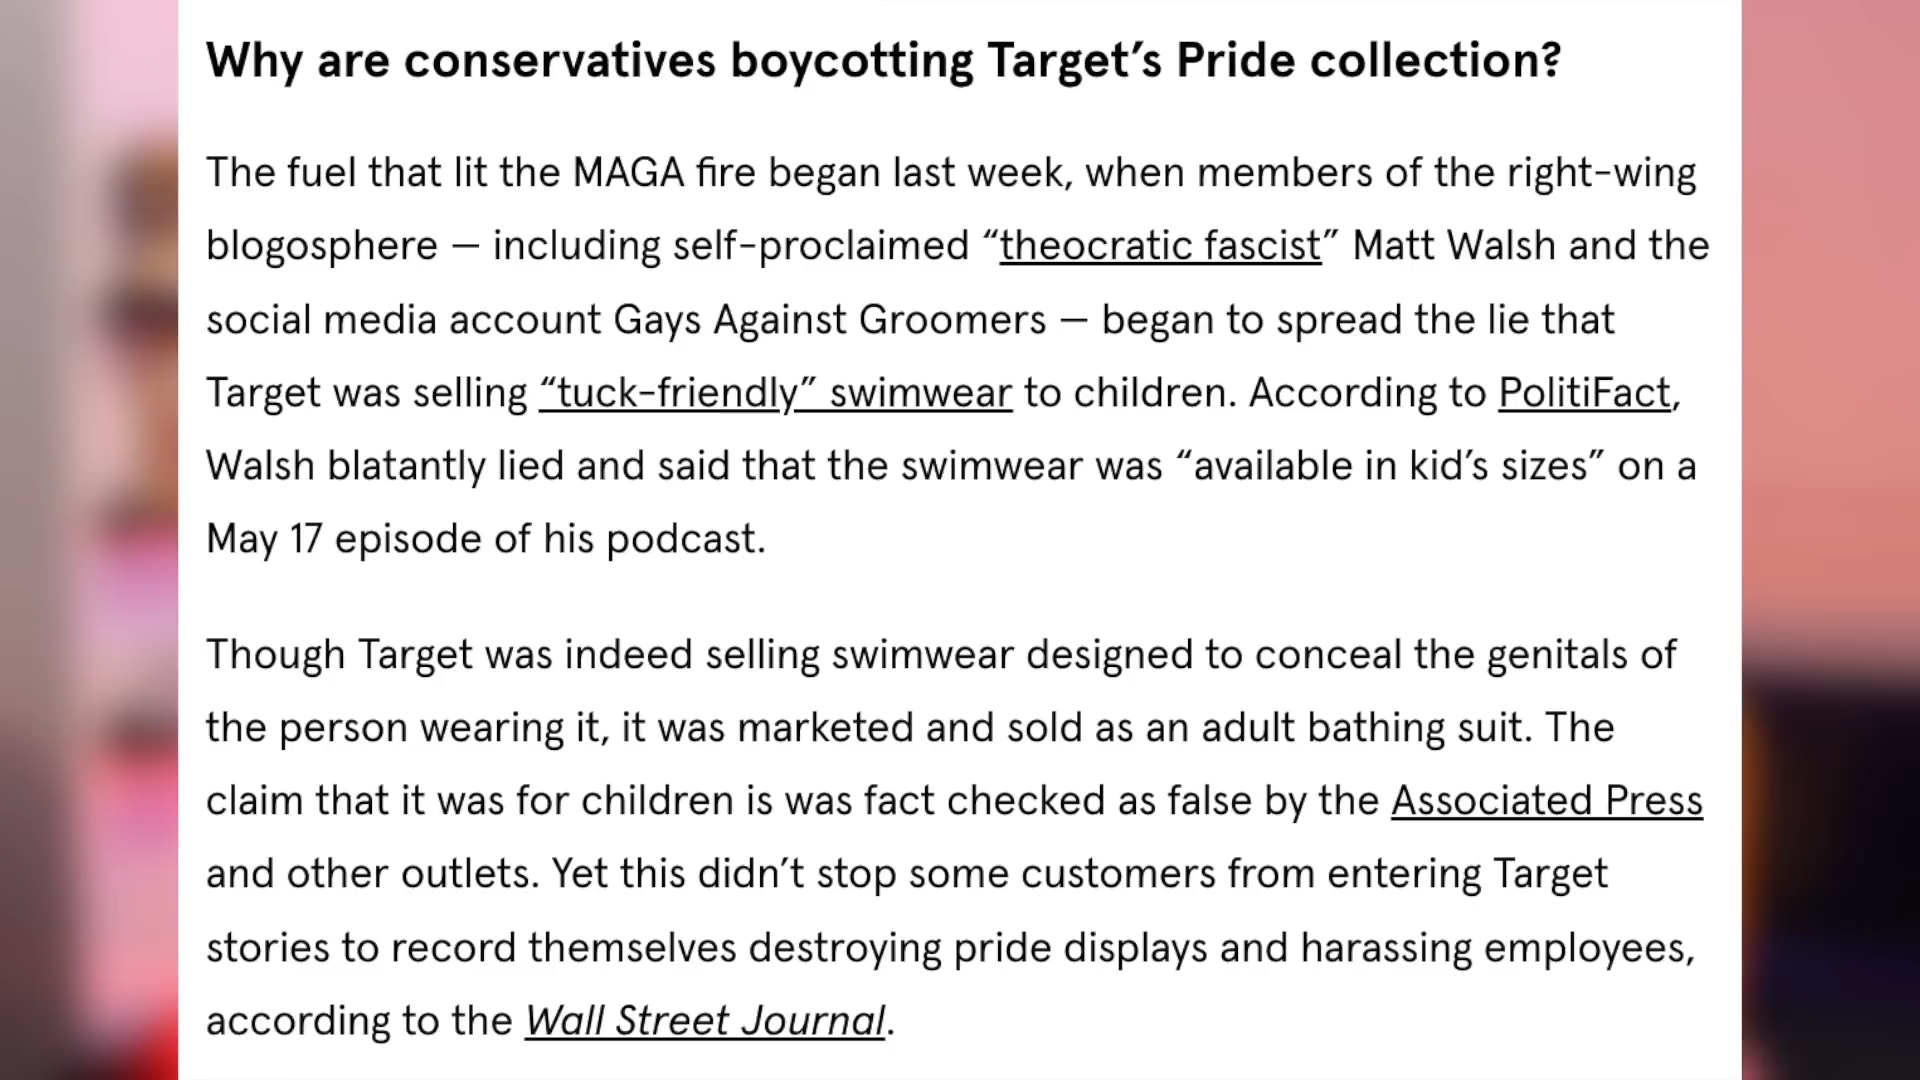 Why are conservatives boycotting Target’s Pride collection?
The fuel that lit the MAGA fire began last week, when members of the right-wing
blogosphere — including self-proclaimed “theocratic fascist” Matt Walsh and the
social media account Gays Against Groomers — began to spread the lie that
Target was selling “tuck-friendly” swimwear to children. According to PolitiFact,
Walsh blatantly lied and said that the swimwear was “available in kid’s sizes” on a
May 17 episode of his podcast.
Though Target was indeed selling swimwear designed to conceal the genitals of
the person wearing it, it was marketed and sold as an adult bathing suit. The
claim that it was for children is was fact checked as false by the Associated Press
and other outlets. Yet this didn’t stop some customers from entering Target
stories to record themselves destroying pride displays and harassing employees,
according to the Wall Street Journal.